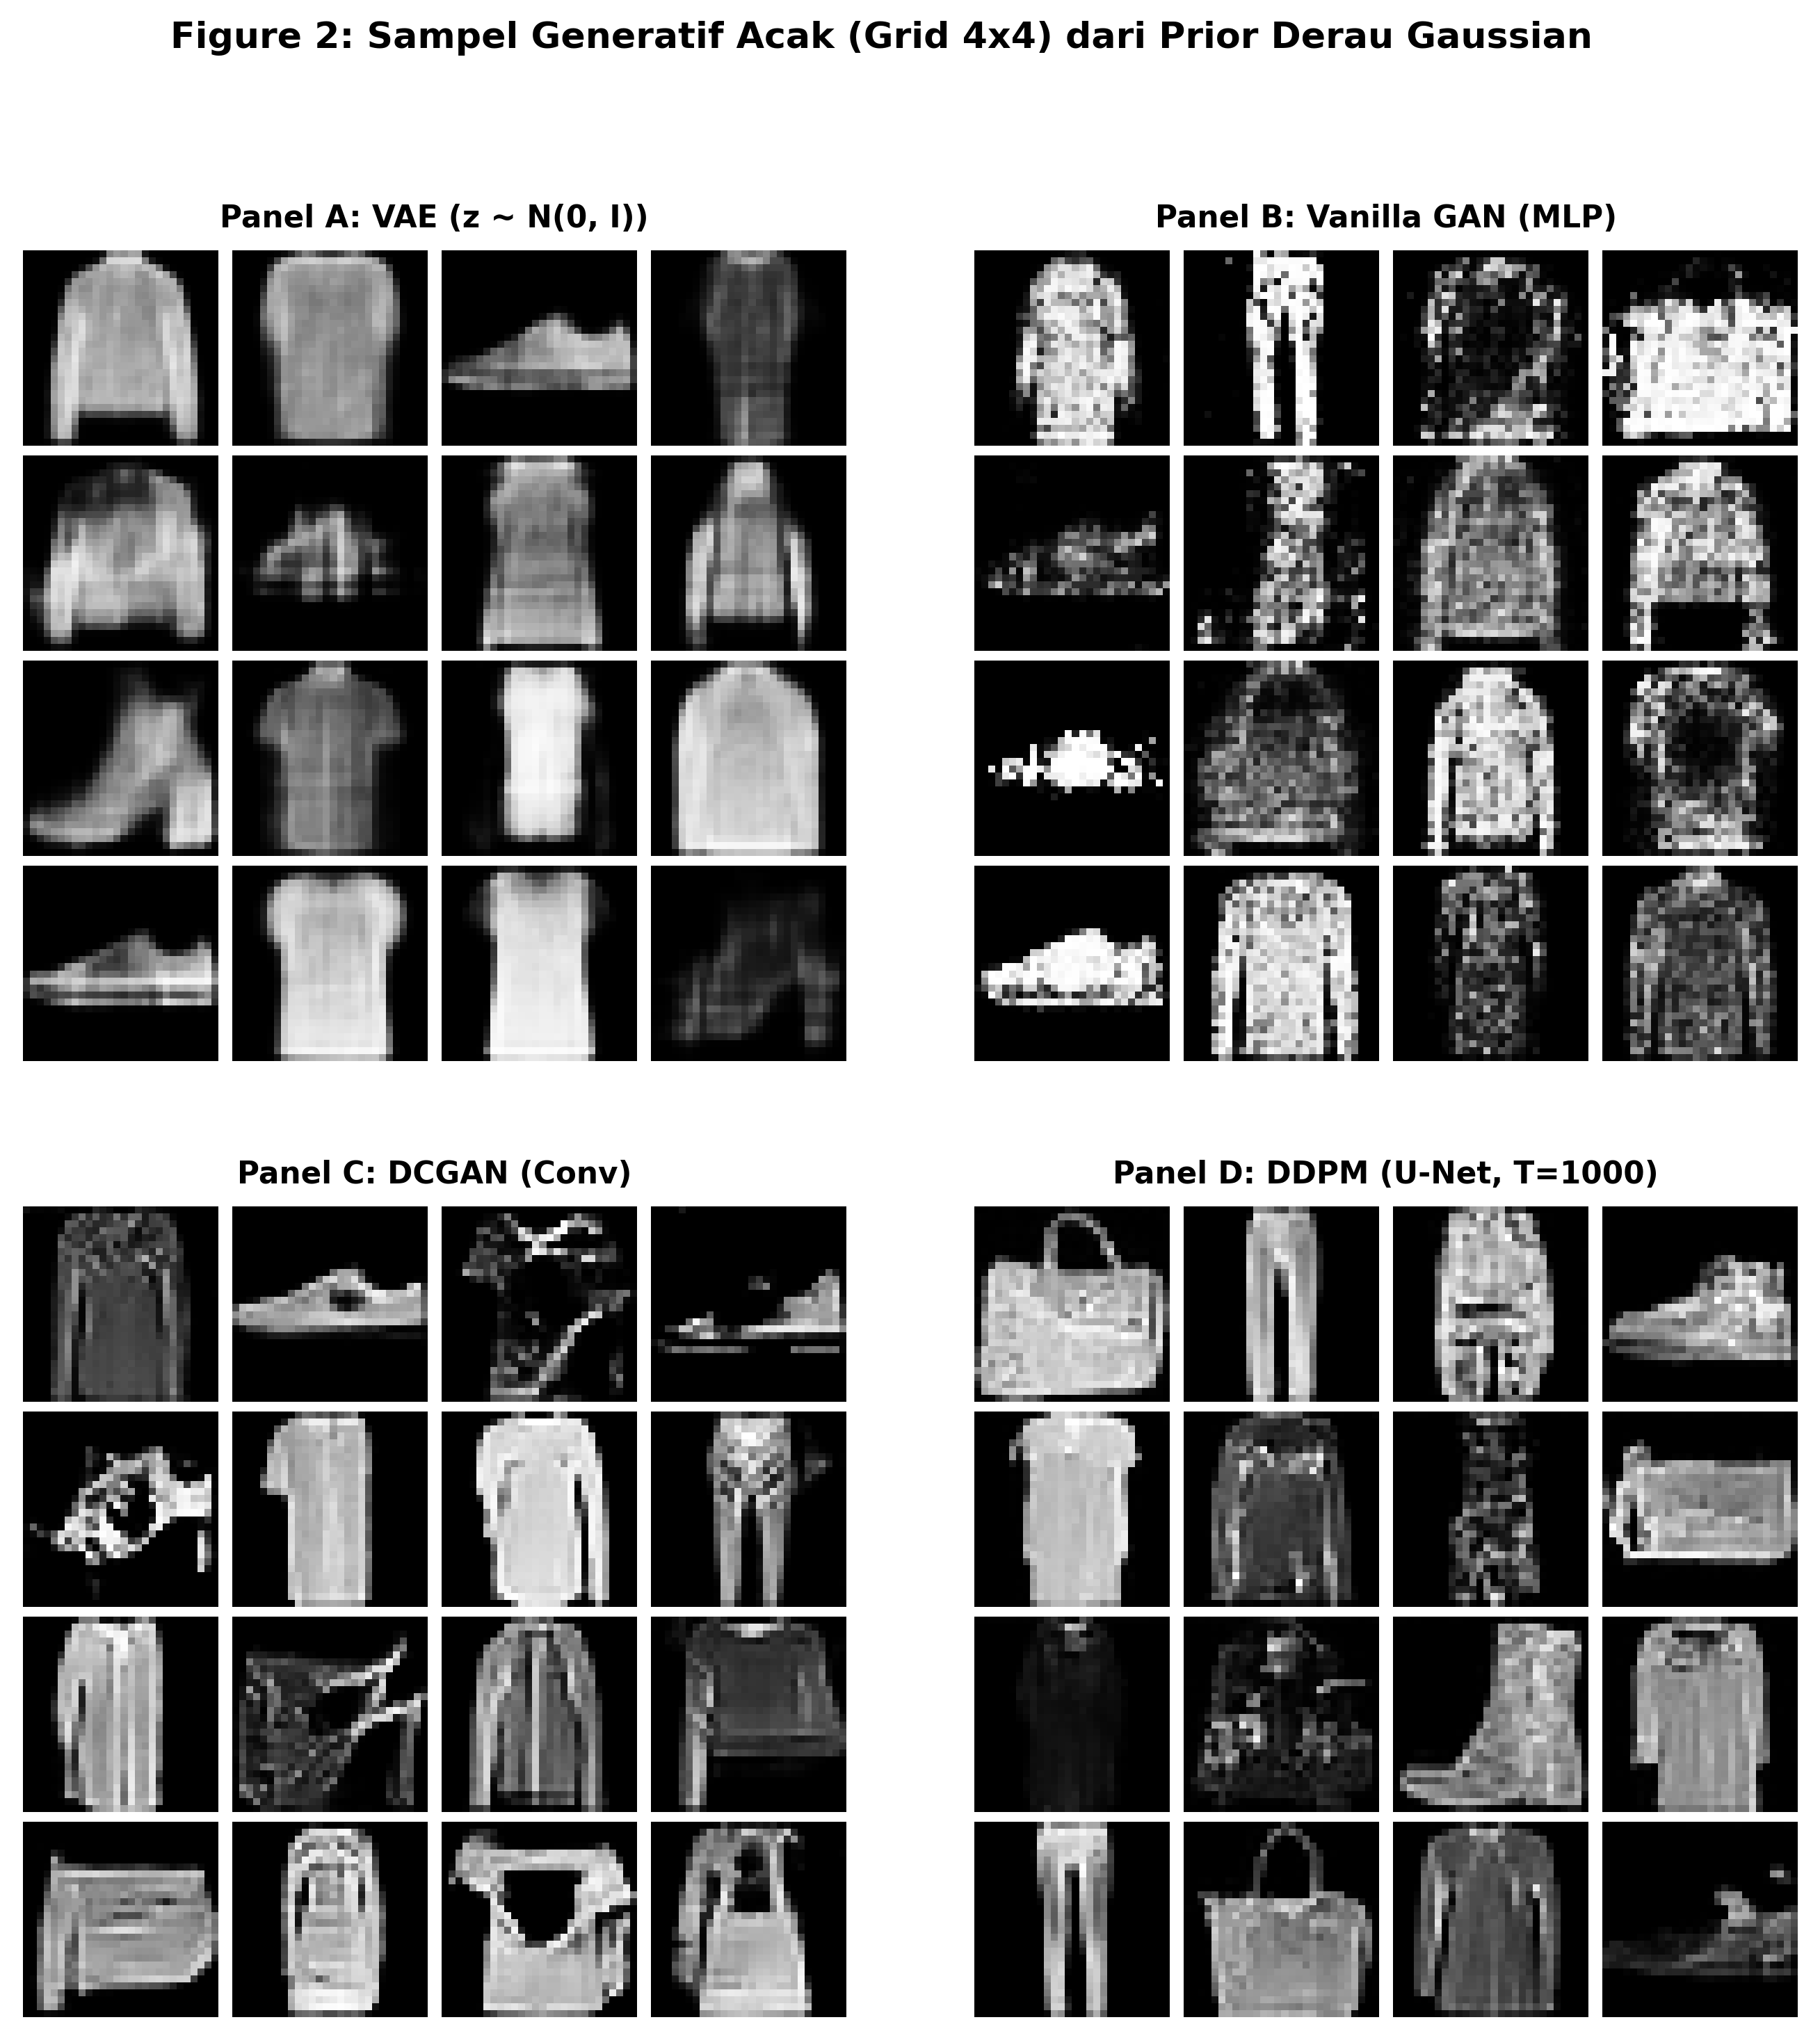 Figure 2: Sampel Generatif Acak (Grid 4x4) dari Prior Derau Gaussian
Panel A: VAE (z ~ N(0, I))
Panel B: Vanilla GAN (MLP)
Panel C: DCGAN (Conv)
Panel D: DDPM (U-Net, T=1000)